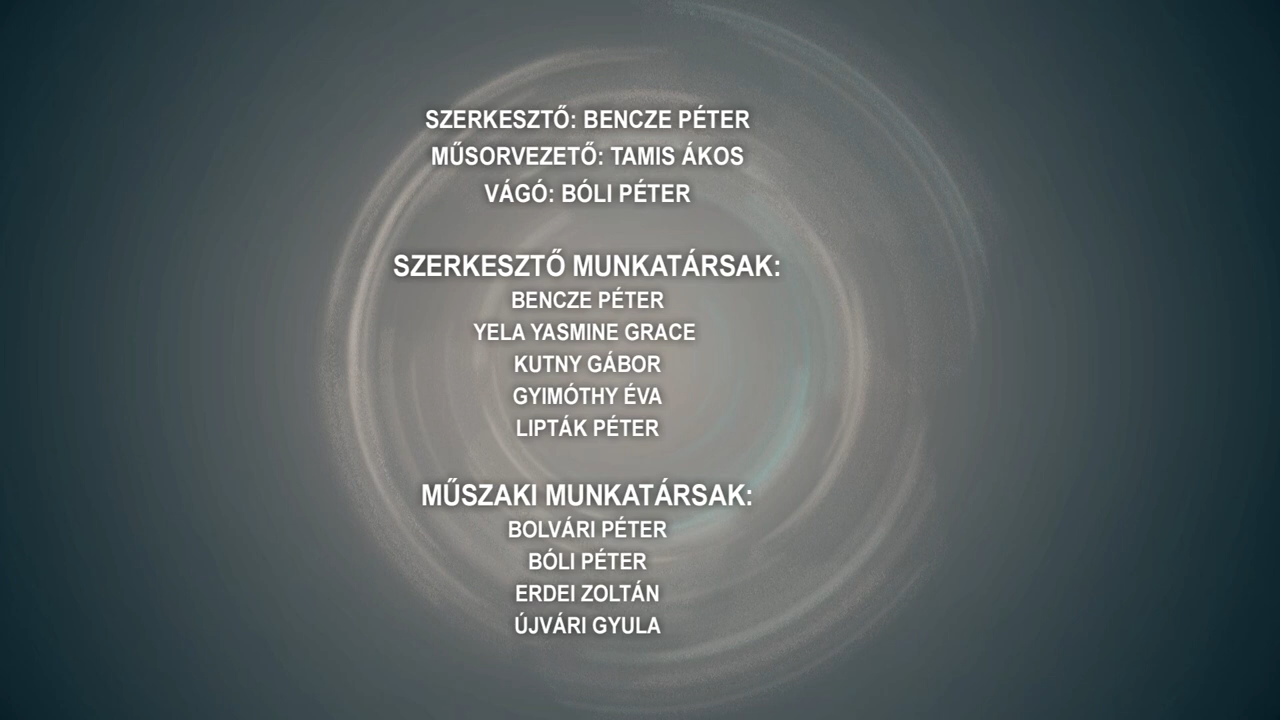 SZERKESZTŐ: BENCZE PÉTER
MŰSORVEZETŐ: TAMIS ÁKOS
VÁGÓ: BÓLI PÉTER
SZERKESZTŐ MUNKATÁRSAK:
BENCZE PÉTER
YELA YASMINE GRACE
KUTNY GÁBOR
GYIMÓTHY ÉVA
LIPTÁK PÉTER
MŰSZAKI MUNKATÁRSAK:
BOLVÁRI PÉTER
BÓLI PÉTER
ERDEI ZOLTÁN
ÚJVÁRI GYULA